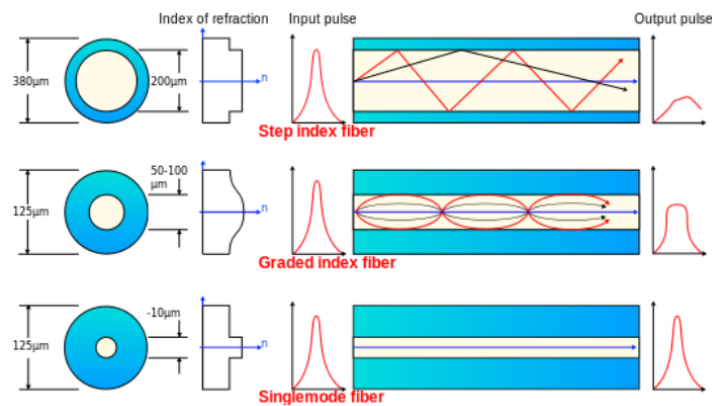 Index of refraction Input pulse Output pulse
380µm 200µm n
Step index fiber
50-100
µm
125µm n
Graded index fiber
-10µm
125µm n
Singlemode fiber